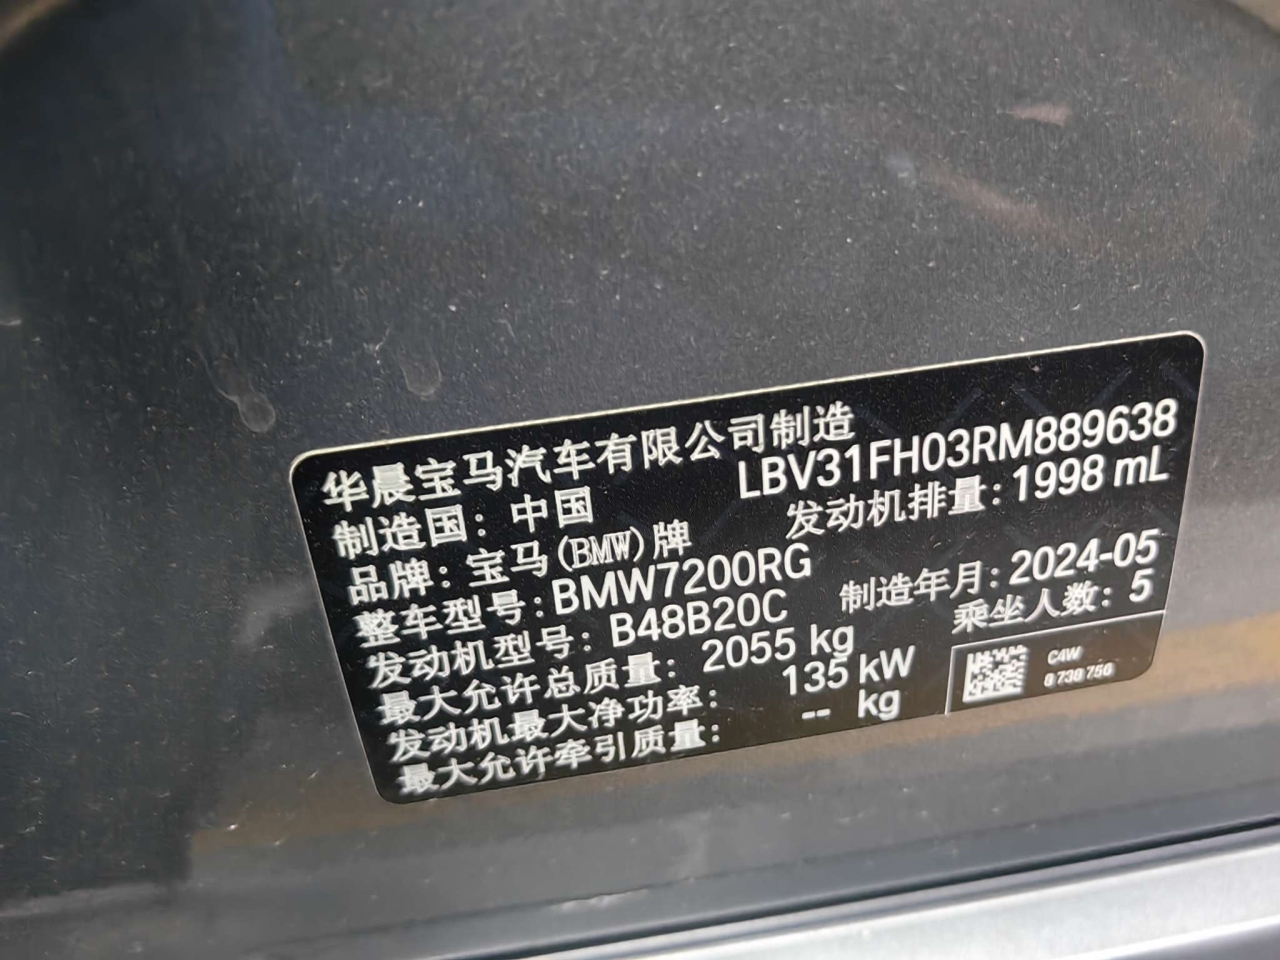 华晨宝马汽车有限公司制造
制造国：中国 LBV31FH03RM889638
品牌：宝马(BMW)牌 发动机排量：1998 mL
整车型号：BMW7200RG
发动机型号：B48B20C 制造年月：2024-05
最大允许总质量：2055 kg 乘坐人数：5
发动机最大净功率：135 kW
最大允许牵引质量：-- kg
C4W
0 730 750